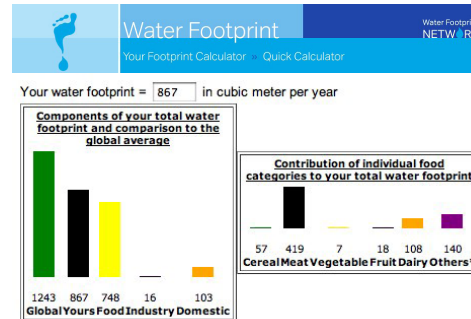 Water Footprint
Water Footpri
NETW RK
Your Footprint Calculator » Quick Calculator
Your water footprint = 867 in cubic meter per year
Components of your total water
footprint and comparison to the
global average
1243 867 748 16 103
Global Yours Food Industry Domestic
Contribution of individual food
categories to your total water footprint
57 419 7 18 108 140
Cereal Meat Vegetable Fruit Dairy Others*